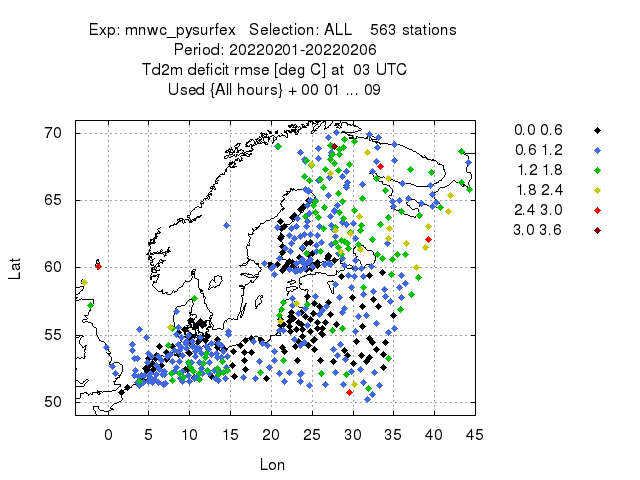 Exp: mnwc_pysurfex   Selection: ALL    563 stations
Period: 20220201-20220206
Td2m deficit rmse [deg C] at  03 UTC
Used {All hours} + 00 01 ... 09
70
65
60
55
50
0 5 10 15 20 25 30 35 40 45
Lat
Lon
0.0 0.6
0.6 1.2
1.2 1.8
1.8 2.4
2.4 3.0
3.0 3.6